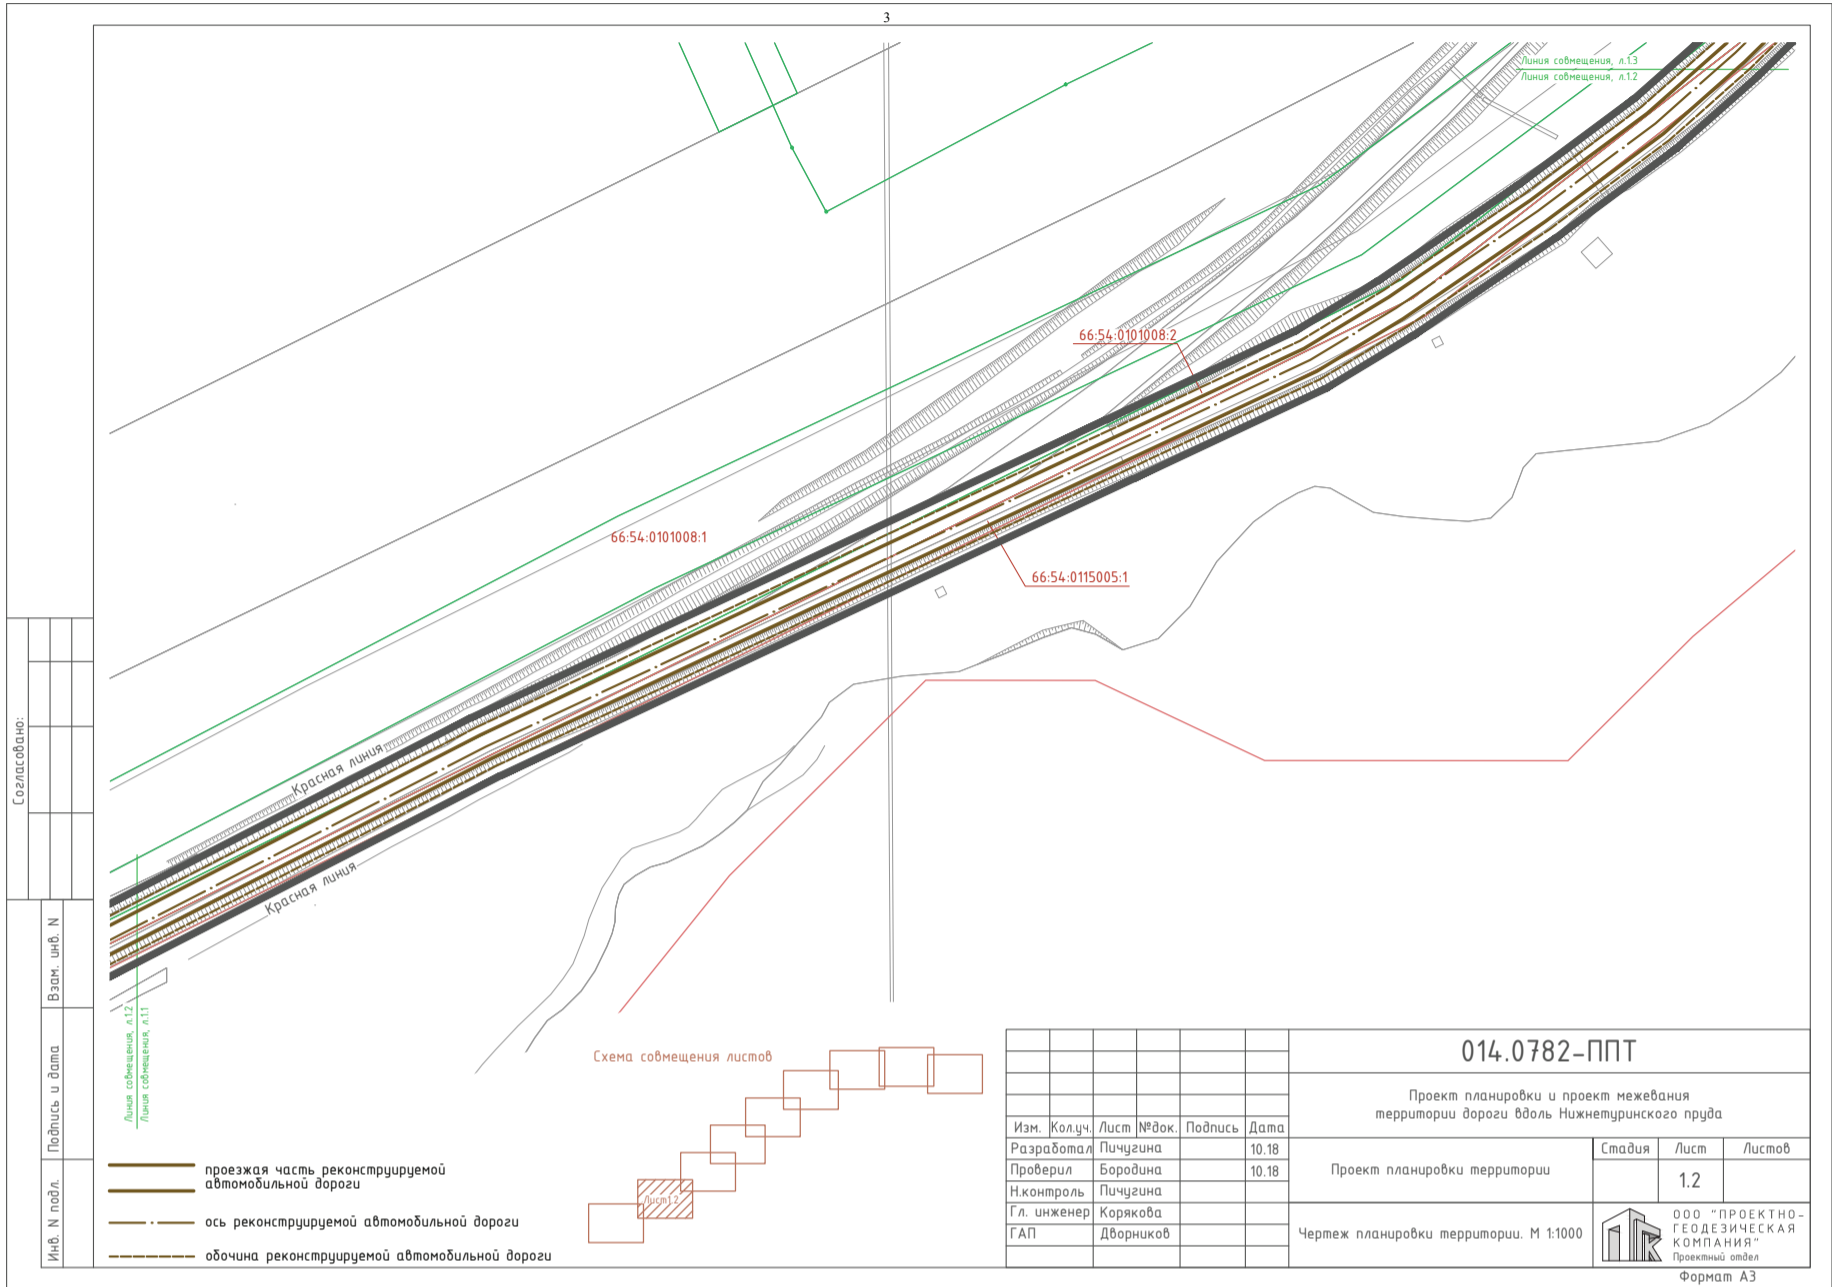 3
Линия совмещения, л.1.3
Линия совмещения, л.1.2
66:54:0101008:2
66:54:0101008:1
66:54:0115005:1
Красная линия
Красная линия
Согласовано:
Взам. инв. N
Подпись и дата
Инв. N подл.
Линия совмещения, л.1.2
Линия совмещения, л.1.1
Схема совмещения листов
Лист1.2
проезжая часть реконструируемой
автомобильной дороги
ось реконструируемой автомобильной дороги
обочина реконструируемой автомобильной дороги
014.0782-ППТ
Проект планировки и проект межевания
территории дороги вдоль Нижнетуринского пруда
Изм. Кол.уч. Лист №док. Подпись Дата
Разработал Пичугина 10.18
Проверил Бородина 10.18
Н.контроль Пичугина
Гл. инженер Корякова
ГАП Дворников
Проект планировки территории
Стадия Лист Листов
1.2
Чертеж планировки территории. М 1:1000
ООО "ПРОЕКТНО-
ГЕОДЕЗИЧЕСКАЯ
КОМПАНИЯ"
Проектный отдел
Формат А3